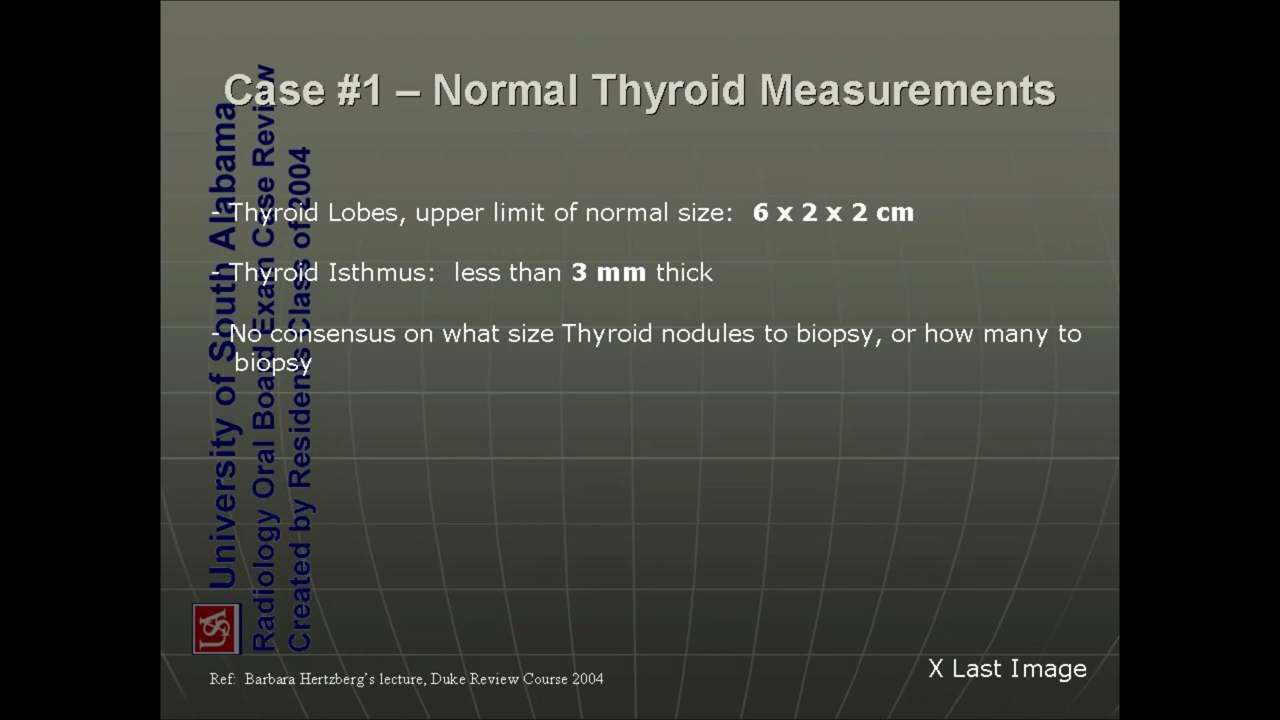 Case #1 – Normal Thyroid Measurements
- Thyroid Lobes, upper limit of normal size: 6 x 2 x 2 cm
- Thyroid Isthmus: less than 3 mm thick
- No consensus on what size Thyroid nodules to biopsy, or how many to
biopsy
University of South Alabama
Radiology Oral Board Exam Case Review
Created by Residents Class of 2004
USA
Ref: Barbara Hertzberg’s lecture, Duke Review Course 2004
X Last Image